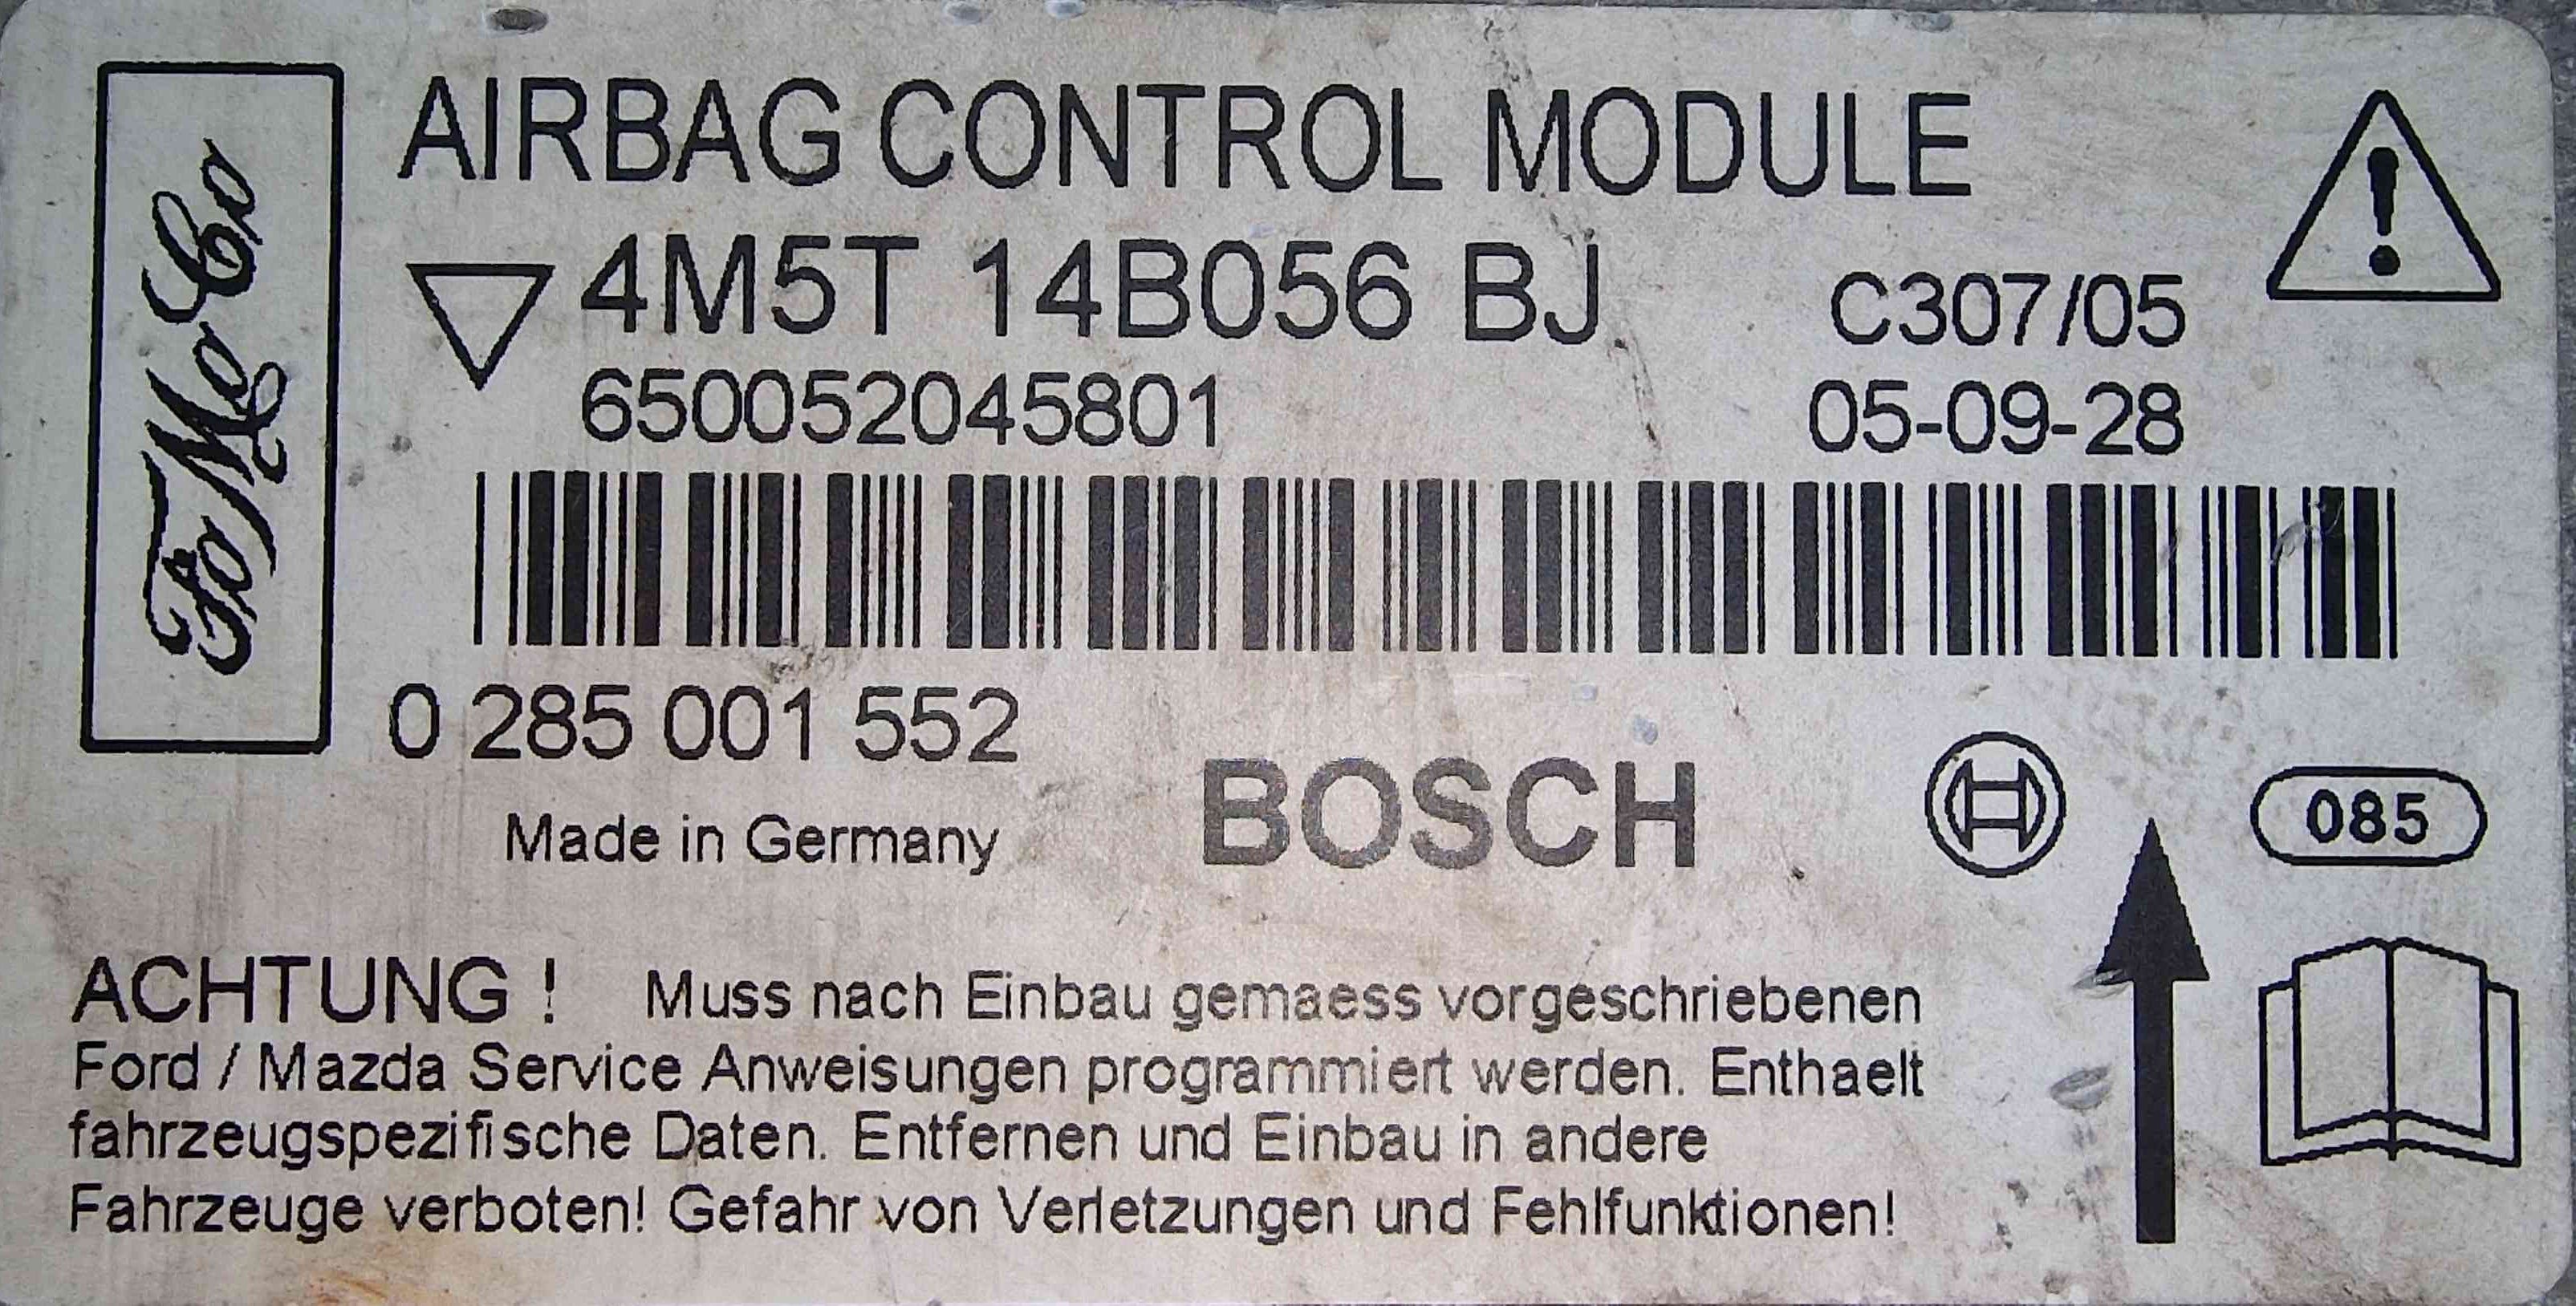 FoMoCo
AIRBAG CONTROL MODULE
4M5T 14B056 BJ
C307/05
650052045801
05-09-28
0 285 001 552
Made in Germany
BOSCH
085
ACHTUNG ! Muss nach Einbau gemaess vorgeschriebenen
Ford / Mazda Service Anweisungen programmiert werden. Enthaelt
fahrzeugspezifische Daten. Entfernen und Einbau in andere
Fahrzeuge verboten! Gefahr von Verletzungen und Fehlfunktionen!